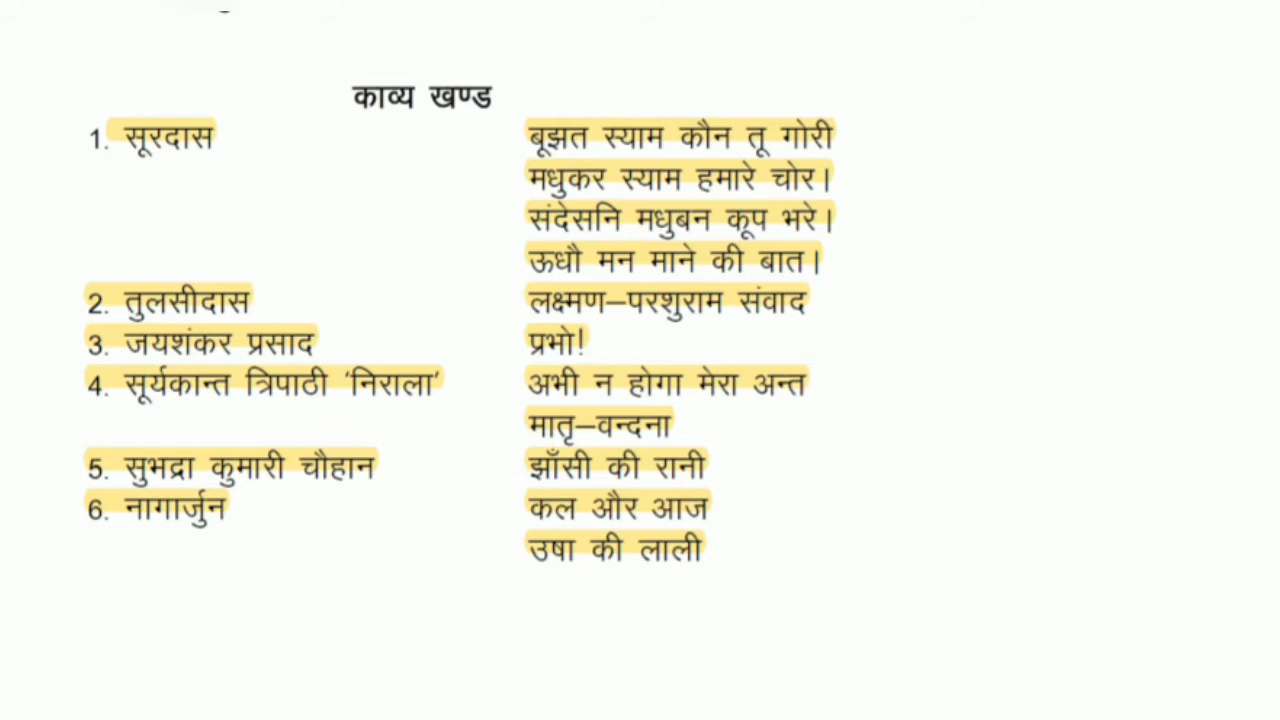 काव्य खण्ड
1. सूरदास बूझत स्याम कौन तू गोरी
मधुकर स्याम हमारे चोर।
संदेसनि मधुबन कूप भरे।
ऊधौ मन माने की बात।
2. तुलसीदास लक्ष्मण–परशुराम संवाद
3. जयशंकर प्रसाद प्रभो!
4. सूर्यकान्त त्रिपाठी 'निराला' अभी न होगा मेरा अन्त
मातृ–वन्दना
5. सुभद्रा कुमारी चौहान झाँसी की रानी
6. नागार्जुन कल और आज
उषा की लाली